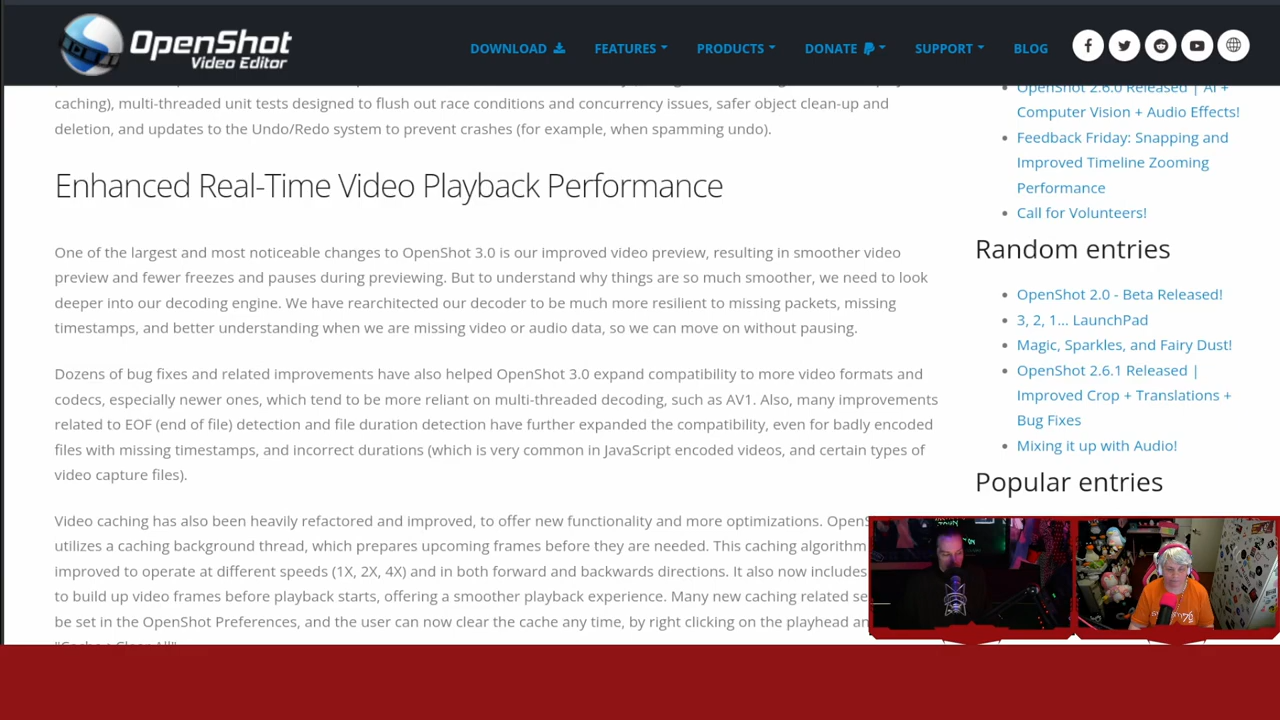 OpenShot
Video Editor
DOWNLOAD
FEATURES
PRODUCTS
DONATE
SUPPORT
BLOG
caching), multi-threaded unit tests designed to flush out race conditions and concurrency issues, safer object clean-up and
deletion, and updates to the Undo/Redo system to prevent crashes (for example, when spamming undo).
Enhanced Real-Time Video Playback Performance
One of the largest and most noticeable changes to OpenShot 3.0 is our improved video preview, resulting in smoother video
preview and fewer freezes and pauses during previewing. But to understand why things are so much smoother, we need to look
deeper into our decoding engine. We have rearchitected our decoder to be much more resilient to missing packets, missing
timestamps, and better understanding when we are missing video or audio data, so we can move on without pausing.
Dozens of bug fixes and related improvements have also helped OpenShot 3.0 expand compatibility to more video formats and
codecs, especially newer ones, which tend to be more reliant on multi-threaded decoding, such as AV1. Also, many improvements
related to EOF (end of file) detection and file duration detection have further expanded the compatibility, even for badly encoded
files with missing timestamps, and incorrect durations (which is very common in JavaScript encoded videos, and certain types of
video capture files).
Video caching has also been heavily refactored and improved, to offer new functionality and more optimizations. OpenS
utilizes a caching background thread, which prepares upcoming frames before they are needed. This caching algorithm
improved to operate at different speeds (1X, 2X, 4X) and in both forward and backwards directions. It also now includes
to build up video frames before playback starts, offering a smoother playback experience. Many new caching related se
be set in the OpenShot Preferences, and the user can now clear the cache any time, by right clicking on the playhead an
OpenShot 2.6.0 Released | AI +
Computer Vision + Audio Effects!
Feedback Friday: Snapping and
Improved Timeline Zooming
Performance
Call for Volunteers!
Random entries
OpenShot 2.0 - Beta Released!
3, 2, 1... LaunchPad
Magic, Sparkles, and Fairy Dust!
OpenShot 2.6.1 Released |
Improved Crop + Translations +
Bug Fixes
Mixing it up with Audio!
Popular entries